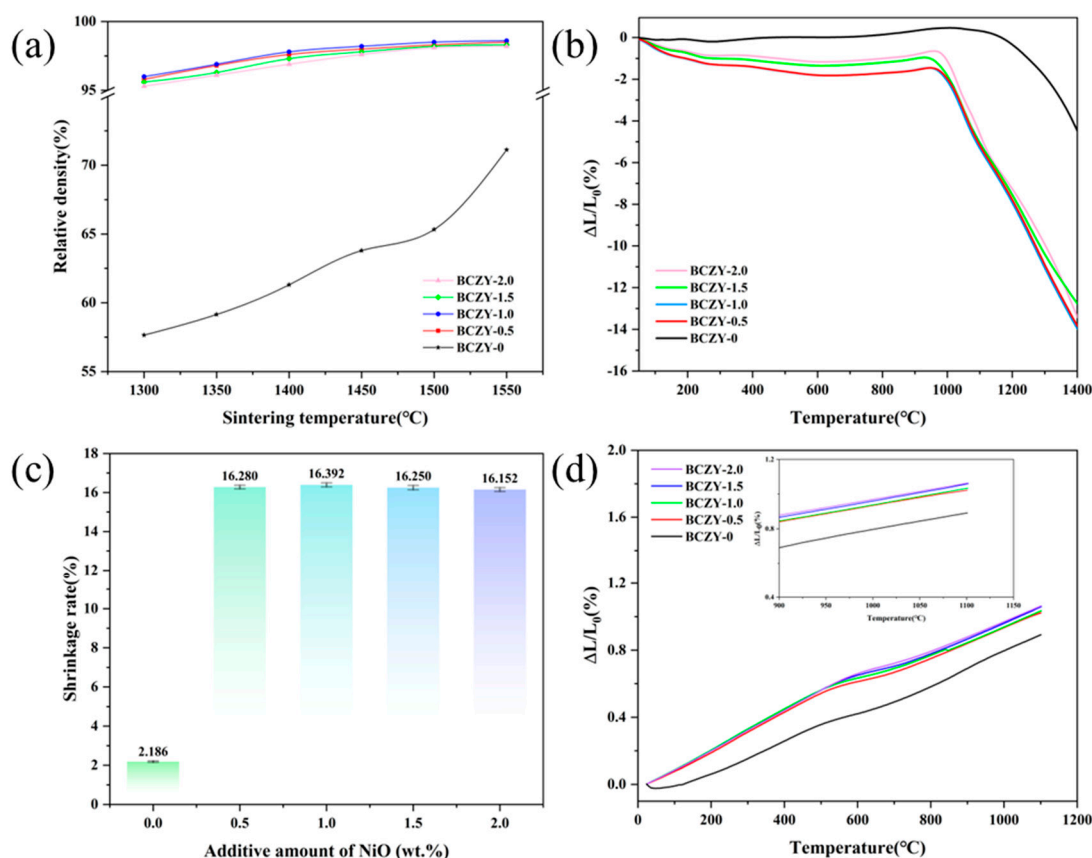 (a)
100
95
70
65
60
55
Relative density(%)
BCZY-2.0
BCZY-1.5
BCZY-1.0
BCZY-0.5
BCZY-0
1300 1350 1400 1450 1500 1550
Sintering temperature(℃)
(b)
0
-2
-4
-6
-8
-10
-12
-14
-16
ΔL/L0(%)
BCZY-2.0
BCZY-1.5
BCZY-1.0
BCZY-0.5
BCZY-0
200 400 600 800 1000 1200 1400
Temperature(℃)
(c)
18
16
14
12
10
8
6
4
2
0
Shrinkage rate(%)
2.186
16.280
16.392
16.250
16.152
0.0 0.5 1.0 1.5 2.0
Additive amount of NiO (wt.%)
(d)
2.0
1.6
1.2
0.8
0.4
0.0
ΔL/L0(%)
BCZY-2.0
BCZY-1.5
BCZY-1.0
BCZY-0.5
BCZY-0
1.2
0.8
0.4
ΔL/L0(%)
900 950 1000 1050 1100 1150
Temperature(℃)
0 200 400 600 800 1000 1200
Temperature(℃)